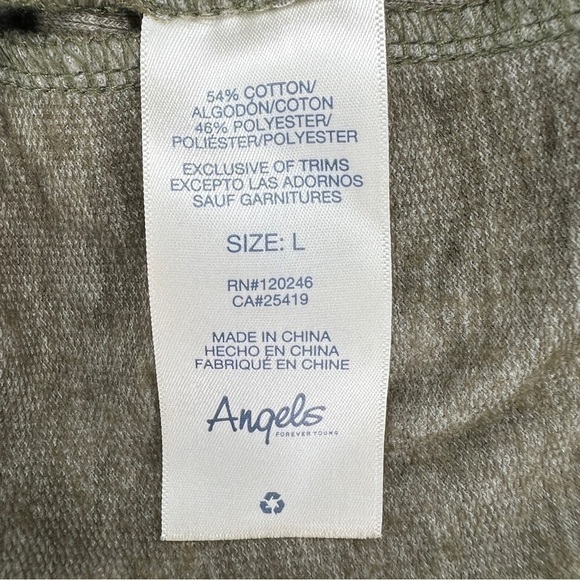 54% COTTON/
ALGODÓN/COTON
46% POLYESTER/
POLIÉSTER/POLYESTER
EXCLUSIVE OF TRIMS
EXCEPTO LAS ADORNOS
SAUF GARNITURES
SIZE: L
RN#120246
CA#25419
MADE IN CHINA
HECHO EN CHINA
FABRIQUÉ EN CHINE
Angels
FOREVER YOUNG